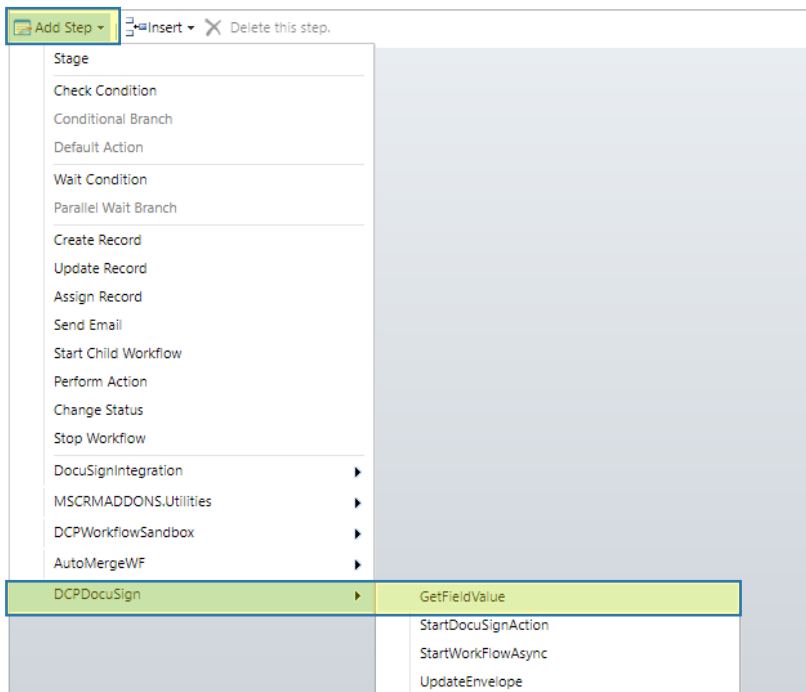 Add Step Insert Delete this step.
Stage
Check Condition
Conditional Branch
Default Action
Wait Condition
Parallel Wait Branch
Create Record
Update Record
Assign Record
Send Email
Start Child Workflow
Perform Action
Change Status
Stop Workflow
DocuSignIntegration
MSCRMADDONS.Utilities
DCPWorkflowSandbox
AutoMergeWF
DCPDocuSign GetFieldValue
StartDocuSignAction
StartWorkFlowAsync
UpdateEnvelope